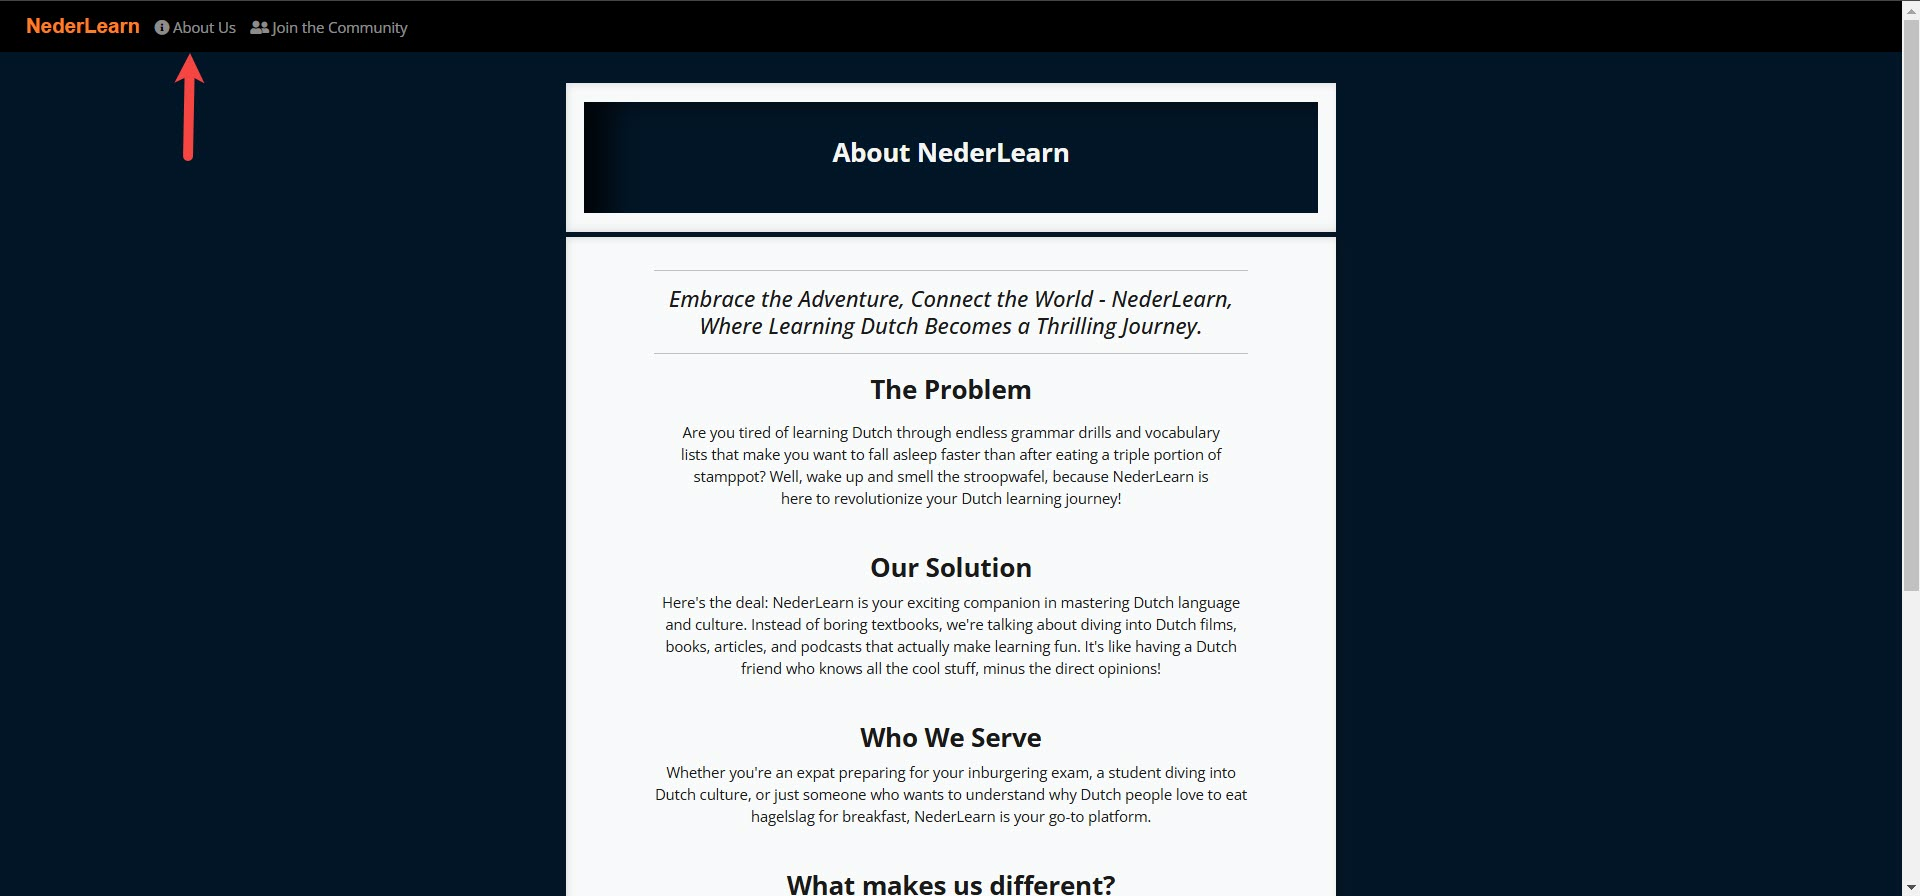 NederLearn About Us Join the Community
About NederLearn
Embrace the Adventure, Connect the World - NederLearn,
Where Learning Dutch Becomes a Thrilling Journey.
The Problem
Are you tired of learning Dutch through endless grammar drills and vocabulary
lists that make you want to fall asleep faster than after eating a triple portion of
stamppot? Well, wake up and smell the stroopwafel, because NederLearn is
here to revolutionize your Dutch learning journey!
Our Solution
Here's the deal: NederLearn is your exciting companion in mastering Dutch language
and culture. Instead of boring textbooks, we're talking about diving into Dutch films,
books, articles, and podcasts that actually make learning fun. It's like having a Dutch
friend who knows all the cool stuff, minus the direct opinions!
Who We Serve
Whether you're an expat preparing for your inburgering exam, a student diving into
Dutch culture, or just someone who wants to understand why Dutch people love to eat
hagelslag for breakfast, NederLearn is your go-to platform.
What makes us different?